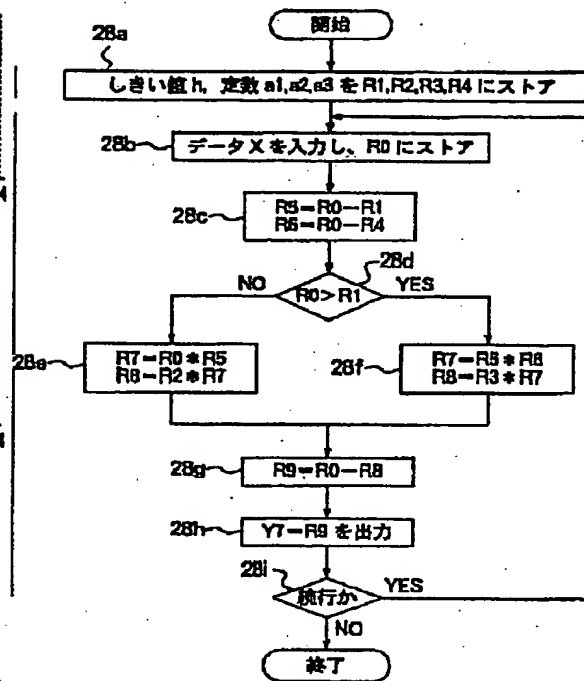 開始
28a
しきい値 h, 定数 a1,a2,a3 を R1,R2,R3,R4 にストア
28b
データ X を入力し、R0 にストア
28c
R5=R0-R1
R6=R0-R4
28d
NO
R0>R1
YES
28e
R7=R0*R5
R8=R2*R7
28f
R7=R5*R6
R8=R3*R7
28g
R9=R0-R8
28h
Y7=R9 を出力
28i
続行か
YES
NO
終了